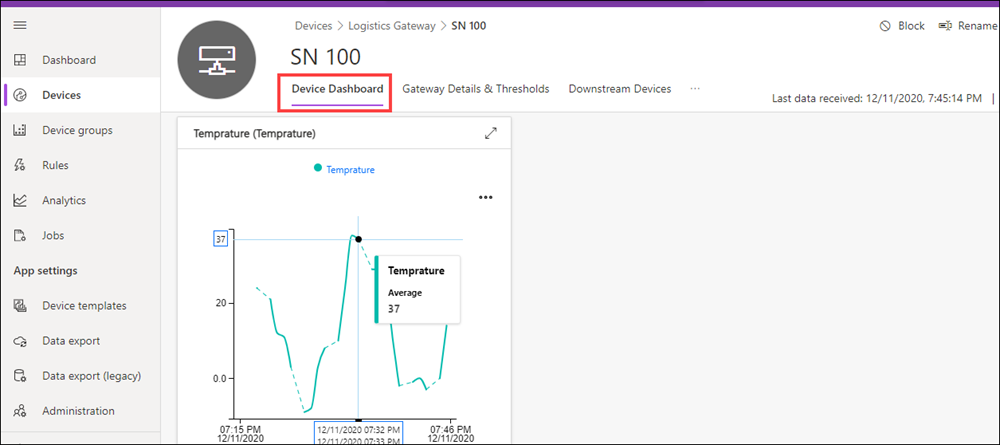 Devices > Logistics Gateway > SN 100
Block
Rename
SN 100
Device Dashboard
Gateway Details & Thresholds
Downstream Devices
...
Last data received: 12/11/2020, 7:45:14 PM
Dashboard
Devices
Device groups
Rules
Analytics
Jobs
App settings
Device templates
Data export
Data export (legacy)
Administration
Temprature (Temprature)
Temprature
37
20
0.0
Temprature
Average
37
07:15 PM
12/11/2020
12/11/2020 07:32 PM
12/11/2020 07:33 PM
07:46 PM
12/11/2020